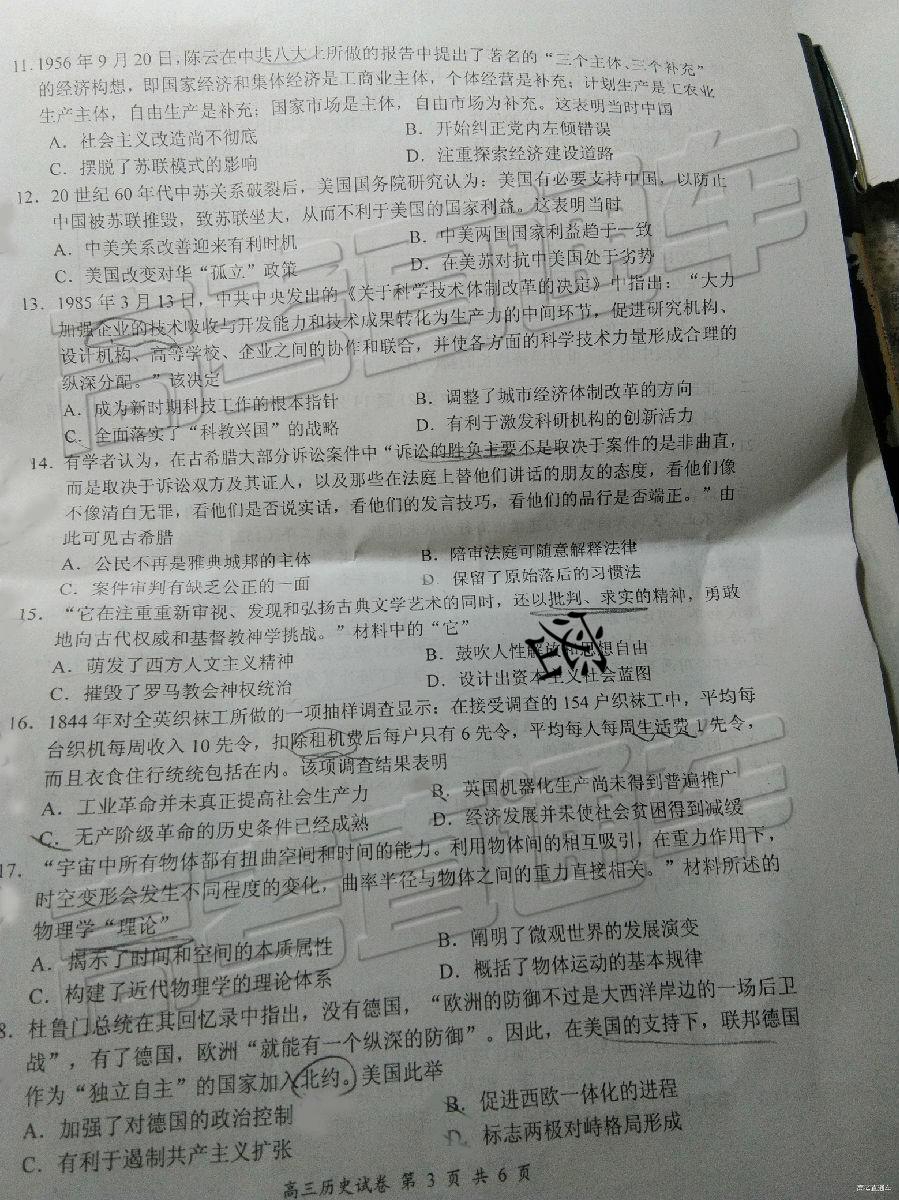 11. 1956年9月20日,陈云在中共八大上所做的报告中提出了著名的“三个主体、三个补充”
的经济构想，即国家经济和集体经济是工商业主体，个体经营是补充；计划生产是工农业
生产主体，自由生产是补充；国家市场是主体，自由市场为补充。这表明当时中国
A．社会主义改造尚不彻底 B．开始纠正党内左倾错误
C．摆脱了苏联模式的影响 D．注重探索经济建设道路
12．20世纪60年代中苏关系破裂后，美国国务院研究认为：美国有必要支持中国，以防止
中国被苏联摧毁，致苏联坐大，从而不利于美国的国家利益。这表明当时
A．中美关系改善迎来有利时机 B．中美两国国家利益趋于一致
C．美国改变对华“孤立”政策 D．在美苏对抗中美国处于劣势
13．1985年3月13日，中共中央发出的《关于科学技术体制改革的决定》中指出：“大力
加强企业的技术吸收与开发能力和技术成果转化为生产力的中间环节，促进研究机构、
设计机构、高等学校、企业之间的协作和联合，并使各方面的科学技术力量形成合理的
纵深分配。”该决定
A．成为新时期科技工作的根本指针 B．调整了城市经济体制改革的方向
C．全面落实了“科教兴国”的战略 D．有利于激发科研机构的创新活力
14．有学者认为，在古希腊大部分诉讼案件中“诉讼的胜负主要不是取决于案件的是非曲直，
而是取决于诉讼双方及其证人，以及那些在法庭上替他们讲话的朋友的态度，看他们像
不像清白无罪，看他们是否说实话，看他们的发言技巧，看他们的品行是否端正。”由
此可见古希腊
A．公民不再是雅典城邦的主体 B．陪审法庭可随意解释法律
C．案件审判有缺乏公正的一面 D．保留了原始落后的习惯法
15．“它在注重重新审视、发现和弘扬古典文学艺术的同时，还以批判、求实的精神，勇敢
地向古代权威和基督教神学挑战。”材料中的“它”
A．萌发了西方人文主义精神 B．鼓吹人性解放和思想自由
C．摧毁了罗马教会神权统治 D．设计出资本主义社会蓝图
16．1844年对全英织袜工所做的一项抽样调查显示：在接受调查的154户织袜工中，平均每
台织机每周收入10先令，扣除租机费后每户只有6先令，平均每人每周生活费1先令，
而且衣食住行统统包括在内。该项调查结果表明
A．工业革命并未真正提高社会生产力 B．英国机器化生产尚未得到普遍推广
C．无产阶级革命的历史条件已经成熟 D．经济发展并未使社会贫困得到减缓
17．“宇宙中所有物体都有扭曲空间和时间的能力。利用物体间的相互吸引，在重力作用下，
时空变形会发生不同程度的变化，曲率半径与物体之间的重力直接相关。”材料所述的
物理学“理论”
A．揭示了时间和空间的本质属性 B．阐明了微观世界的发展演变
C．构建了近代物理学的理论体系 D．概括了物体运动的基本规律
8．杜鲁门总统在其回忆录中指出，没有德国，“欧洲的防御不过是大西洋岸边的一场后卫
战”，有了德国，欧洲“就能有一个纵深的防御”。因此，在美国的支持下，联邦德国
作为“独立自主”的国家加入北约。美国此举
A．加强了对德国的政治控制 B．促进西欧一体化的进程
C．有利于遏制共产主义扩张 D．标志两极对峙格局形成
高三历史试卷 第3页共6页
高考直通车
高考直通车